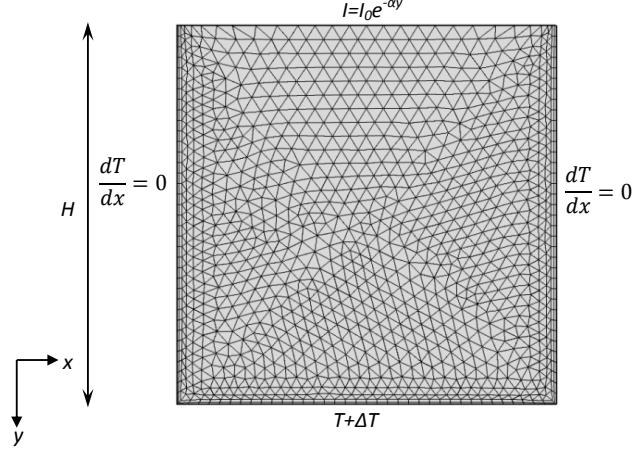 I=I₀e^{-αy}
dT/dx = 0
H
dT/dx = 0
x
y
T+ΔT